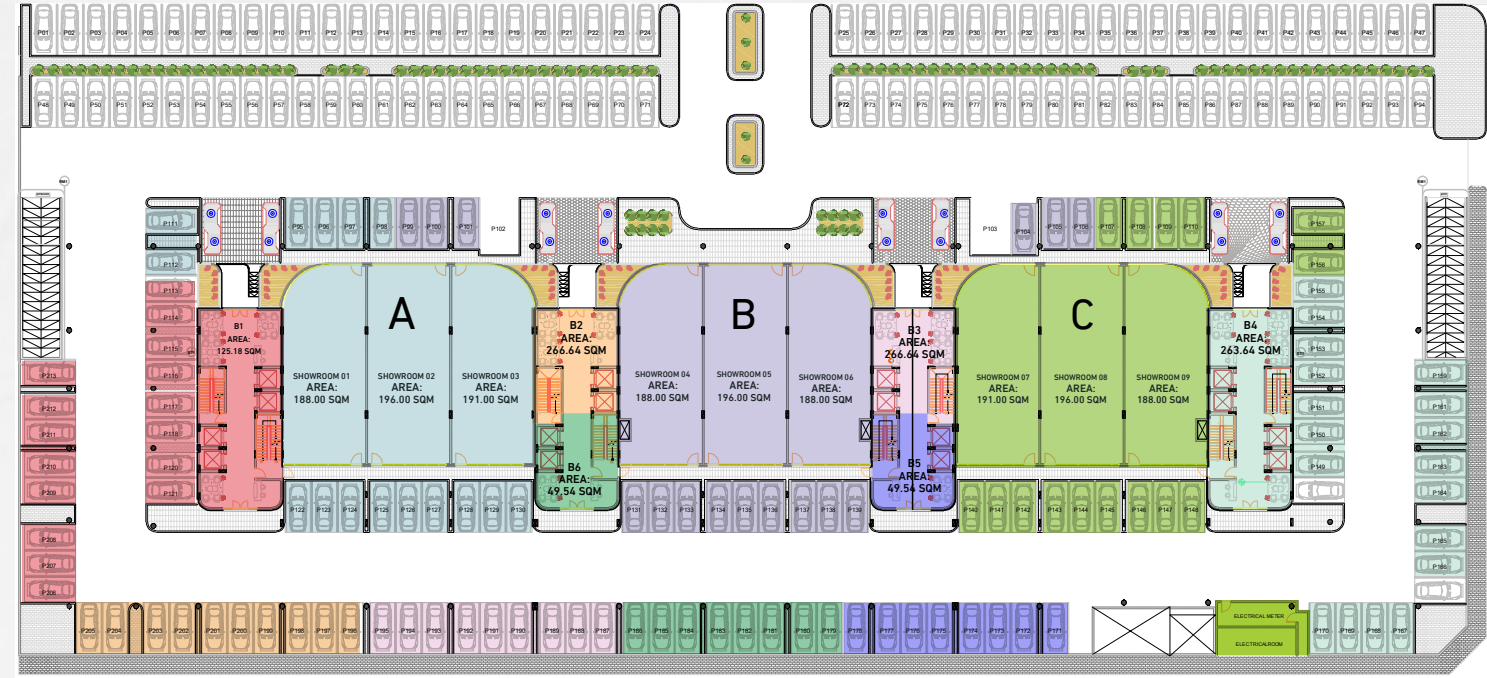 P01 P02 P03 P04 P05 P06 P07 P08 P09 P10 P11 P12 P13 P14 P15 P16 P17 P18 P19 P20 P21 P22 P23 P24
P25 P26 P27 P28 P29 P30 P31 P32 P33 P34 P35 P36 P37 P38 P39 P40 P41 P42 P43 P44 P45 P46 P47
P48 P49 P50 P51 P52 P53 P54 P55 P56 P57 P58 P59 P60 P61 P62 P63 P64 P65 P66 P67 P68 P69 P70 P71
P72 P73 P74 P75 P76 P77 P78 P79 P80 P81 P82 P83 P84 P85 P86 P87 P88 P89 P90 P91 P92 P93 P94
P111
P95 P96 P97 P98 P99 P100 P101 P102
P103 P104 P105 P106 P107 P108 P109 P110
P157
P112
P113
P114
P115
P116
P117
P118
P120
P121
P156
P155
P154
P153
P152
P151
P150
P149
A
B
C
B1
AREA:
125.18 SQM
B2
AREA:
266.64 SQM
B3
AREA:
266.64 SQM
B4
AREA:
263.64 SQM
SHOWROOM 01
AREA:
188.00 SQM
SHOWROOM 02
AREA:
196.00 SQM
SHOWROOM 03
AREA:
191.00 SQM
SHOWROOM 04
AREA:
188.00 SQM
SHOWROOM 05
AREA:
196.00 SQM
SHOWROOM 06
AREA:
188.00 SQM
SHOWROOM 07
AREA:
191.00 SQM
SHOWROOM 08
AREA:
196.00 SQM
SHOWROOM 09
AREA:
188.00 SQM
B6
AREA:
49.54 SQM
B5
AREA:
49.54 SQM
P213
P212
P211
P210
P209
P208
P207
P206
P159
P161
P162
P163
P164
P165
P166
P122 P123 P124 P125 P126 P127 P128 P129 P130
P131 P132 P133 P134 P135 P136 P137 P138 P139
P140 P141 P142 P143 P144 P145 P146 P147 P148
P205 P204 P203 P202 P201 P200 P199 P198 P197 P196 P195 P194 P193 P192 P191 P190 P189 P188 P187 P186 P185 P184 P183 P182 P181 P180 P179 P178 P177 P176 P175 P174 P173 P172 P171
ELECTRICAL METER
ELECTRICALROOM
P170 P169 P168 P167